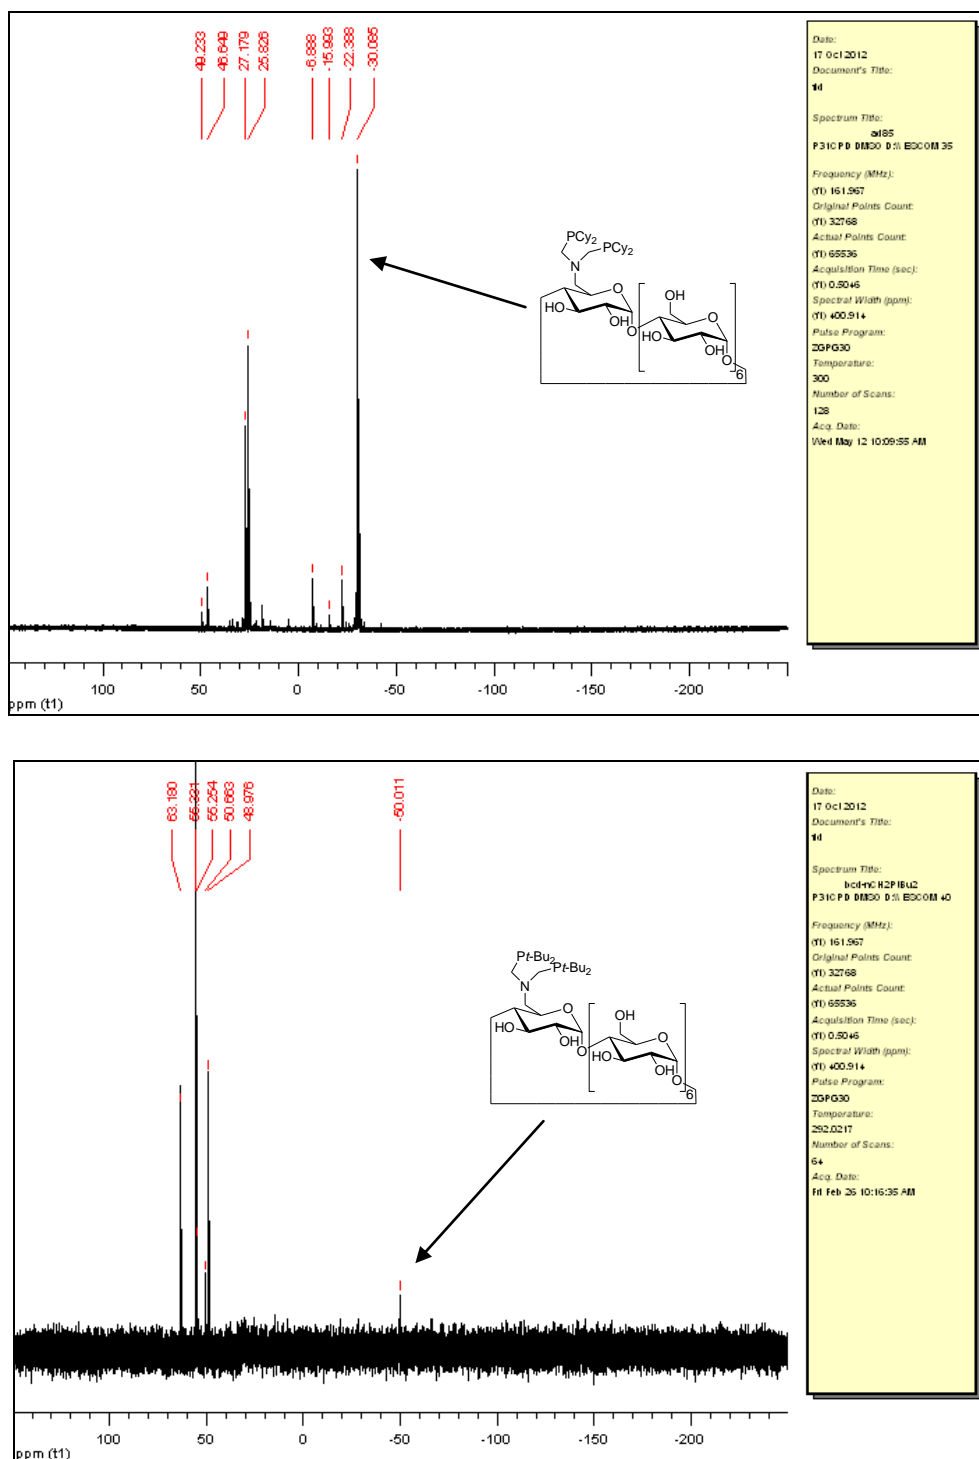 49.233 46.649 27.179 25.826 -6.888 -15.993 -22.388 -30.085
Date:
17 Oct 2012
Document's Title:
fid
Spectrum Title:
ad85
P31CPD DMSO D:\\ ESCOM 35
Frequency (MHz):
(f1) 161.967
Original Points Count:
(f1) 32768
Actual Points Count:
(f1) 65536
Acquisition Time (sec):
(f1) 0.5046
Spectral Width (ppm):
(f1) 400.914
Pulse Program:
ZGPG30
Temperature:
300
Number of Scans:
128
Acq. Date:
Wed May 12 10:09:55 AM
PCy2
PCy2
N
O
HO
OH
O
OH
O
HO
OH
O
6
100 50 0 -50 -100 -150 -200
ppm (t1)
63.180 55.254 50.663 48.976 -50.011
Date:
17 Oct 2012
Document's Title:
fid
Spectrum Title:
bcd-nCH2PtBu2
P31CPD DMSO D:\\ ESCOM 40
Frequency (MHz):
(f1) 161.967
Original Points Count:
(f1) 32768
Actual Points Count:
(f1) 65536
Acquisition Time (sec):
(f1) 0.5046
Spectral Width (ppm):
(f1) 400.914
Pulse Program:
ZGPG30
Temperature:
292.0217
Number of Scans:
64
Acq. Date:
Fri Feb 26 10:16:35 AM
Pt-Bu2
Pt-Bu2
N
O
HO
OH
O
HO
O
HO
OH
O
6
100 50 0 -50 -100 -150 -200
ppm (t1)